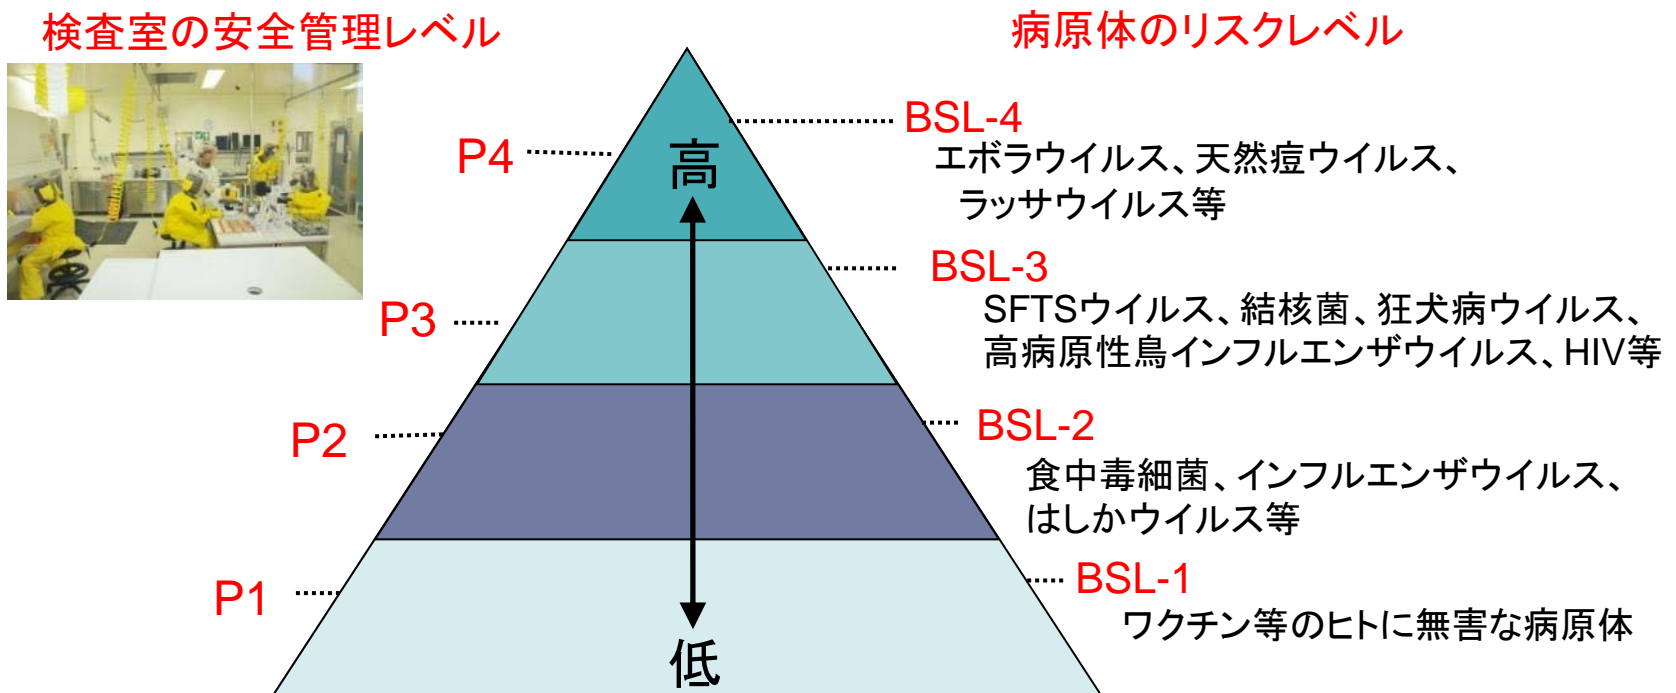 検査室の安全管理レベル
病原体のリスクレベル
P4
高
BSL-4
エボラウイルス、天然痘ウイルス、
ラッサウイルス等
P3
BSL-3
SFTSウイルス、結核菌、狂犬病ウイルス、
高病原性鳥インフルエンザウイルス、HIV等
P2
BSL-2
食中毒細菌、インフルエンザウイルス、
はしかウイルス等
P1
BSL-1
ワクチン等のヒトに無害な病原体
低